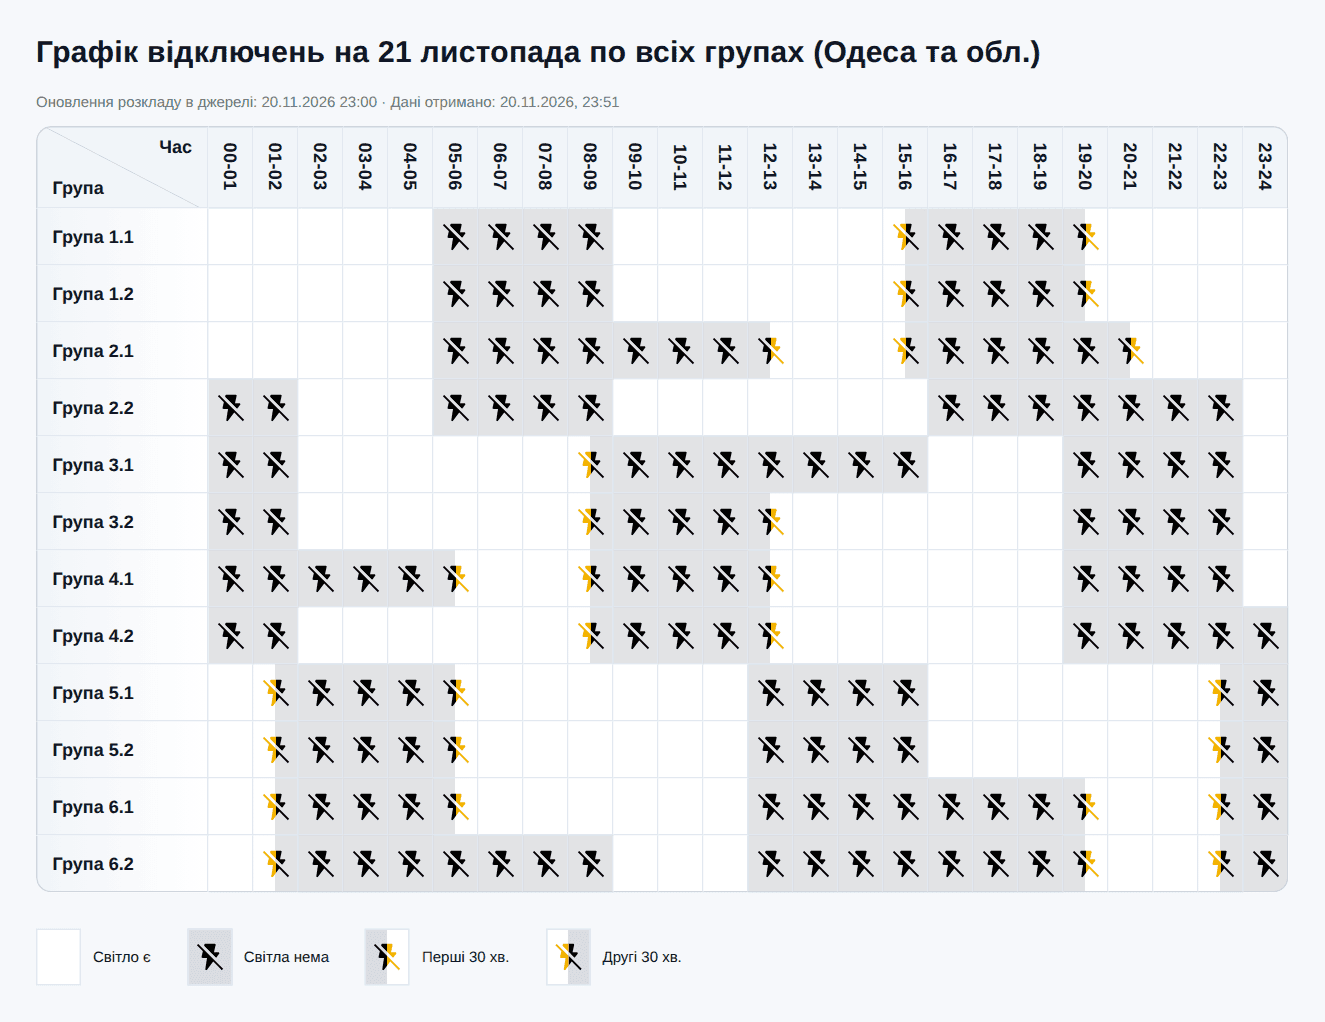 Графік відключень на 21 листопада по всіх групах (Одеса та обл.)
Оновлення розкладу в джерелі: 20.11.2026 23:00 · Дані отримано: 20.11.2026, 23:51
Час
Група
00-01 01-02 02-03 03-04 04-05 05-06 06-07 07-08 08-09 09-10 10-11 11-12 12-13 13-14 14-15 15-16 16-17 17-18 18-19 19-20 20-21 21-22 22-23 23-24
Група 1.1
Група 1.2
Група 2.1
Група 2.2
Група 3.1
Група 3.2
Група 4.1
Група 4.2
Група 5.1
Група 5.2
Група 6.1
Група 6.2
Світло є Світла нема Перші 30 хв. Другі 30 хв.